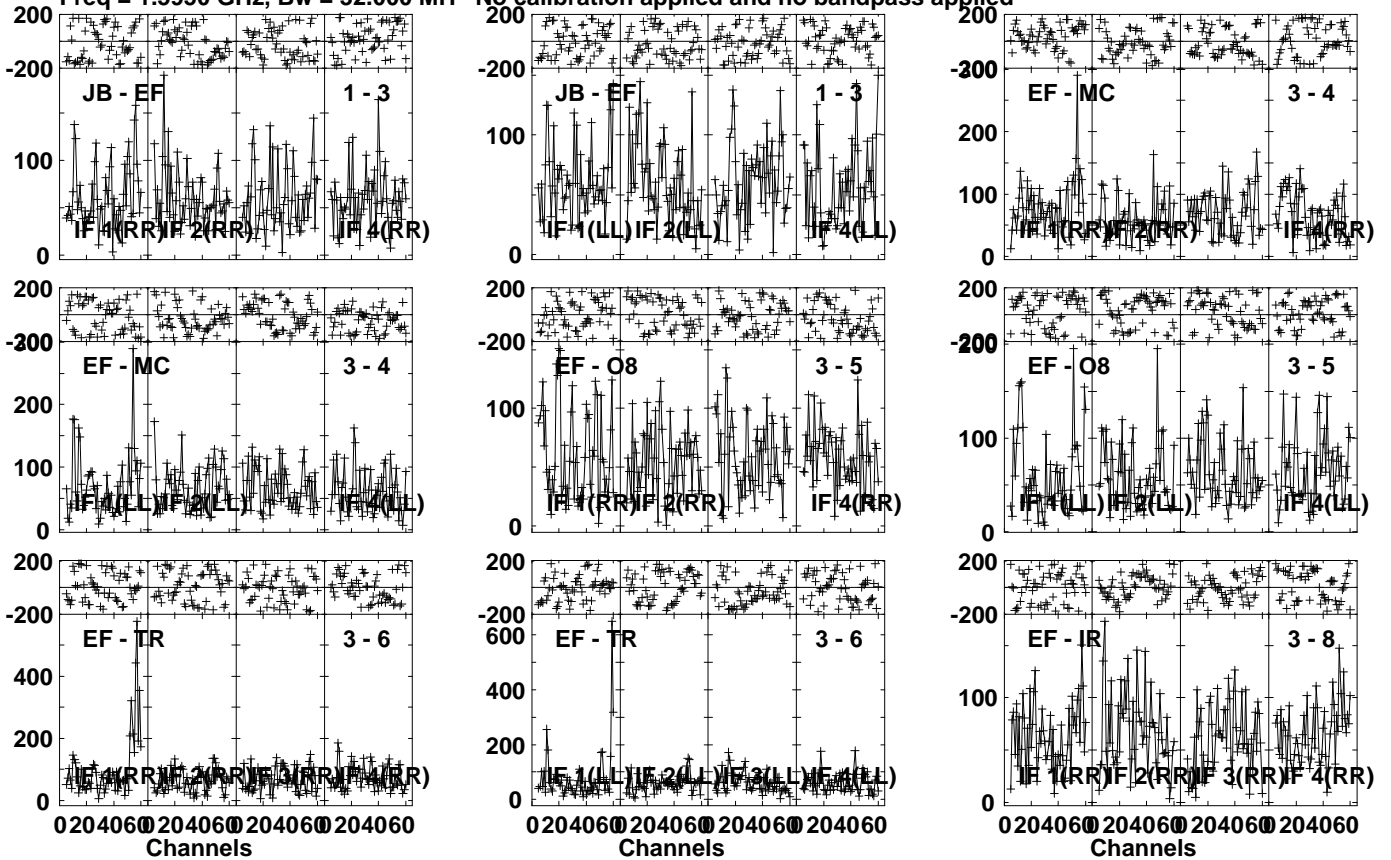 Freq = 1.5950 GHz, Bw = 32.000 MH No calibration applied and no bandpass applied
200
-200
JB - EF 1 - 3
100
0
IF 1(RR) IF 2(RR) IF 4(RR)
JB - EF 1 - 3
100
0
IF 1(LL) IF 2(LL) IF 4(LL)
200
EF - MC 3 - 4
200
100
0
IF 1(RR) IF 2(RR) IF 4(RR)
200
EF - MC 3 - 4
200
100
0
IF 1(LL) IF 2(LL) IF 4(LL)
200
-200
EF - O8 3 - 5
100
0
IF 1(RR) IF 2(RR) IF 4(RR)
200
EF - O8 3 - 5
100
0
IF 1(LL) IF 2(LL) IF 4(LL)
200
-200
EF - TR 3 - 6
400
200
0
IF 1(RR) IF 2(RR) IF 3(RR) IF 4(RR)
0 20 40 60 0 20 40 60 0 20 40 60 0 20 40 60
Channels
200
EF - TR 3 - 6
600
400
200
0
IF 1(LL) IF 2(LL) IF 3(LL) IF 4(LL)
0 20 40 60 0 20 40 60 0 20 40 60 0 20 40 60
Channels
200
-200
EF - IR 3 - 8
100
0
IF 1(RR) IF 2(RR) IF 3(RR) IF 4(RR)
0 20 40 60 0 20 40 60 0 20 40 60 0 20 40 60
Channels